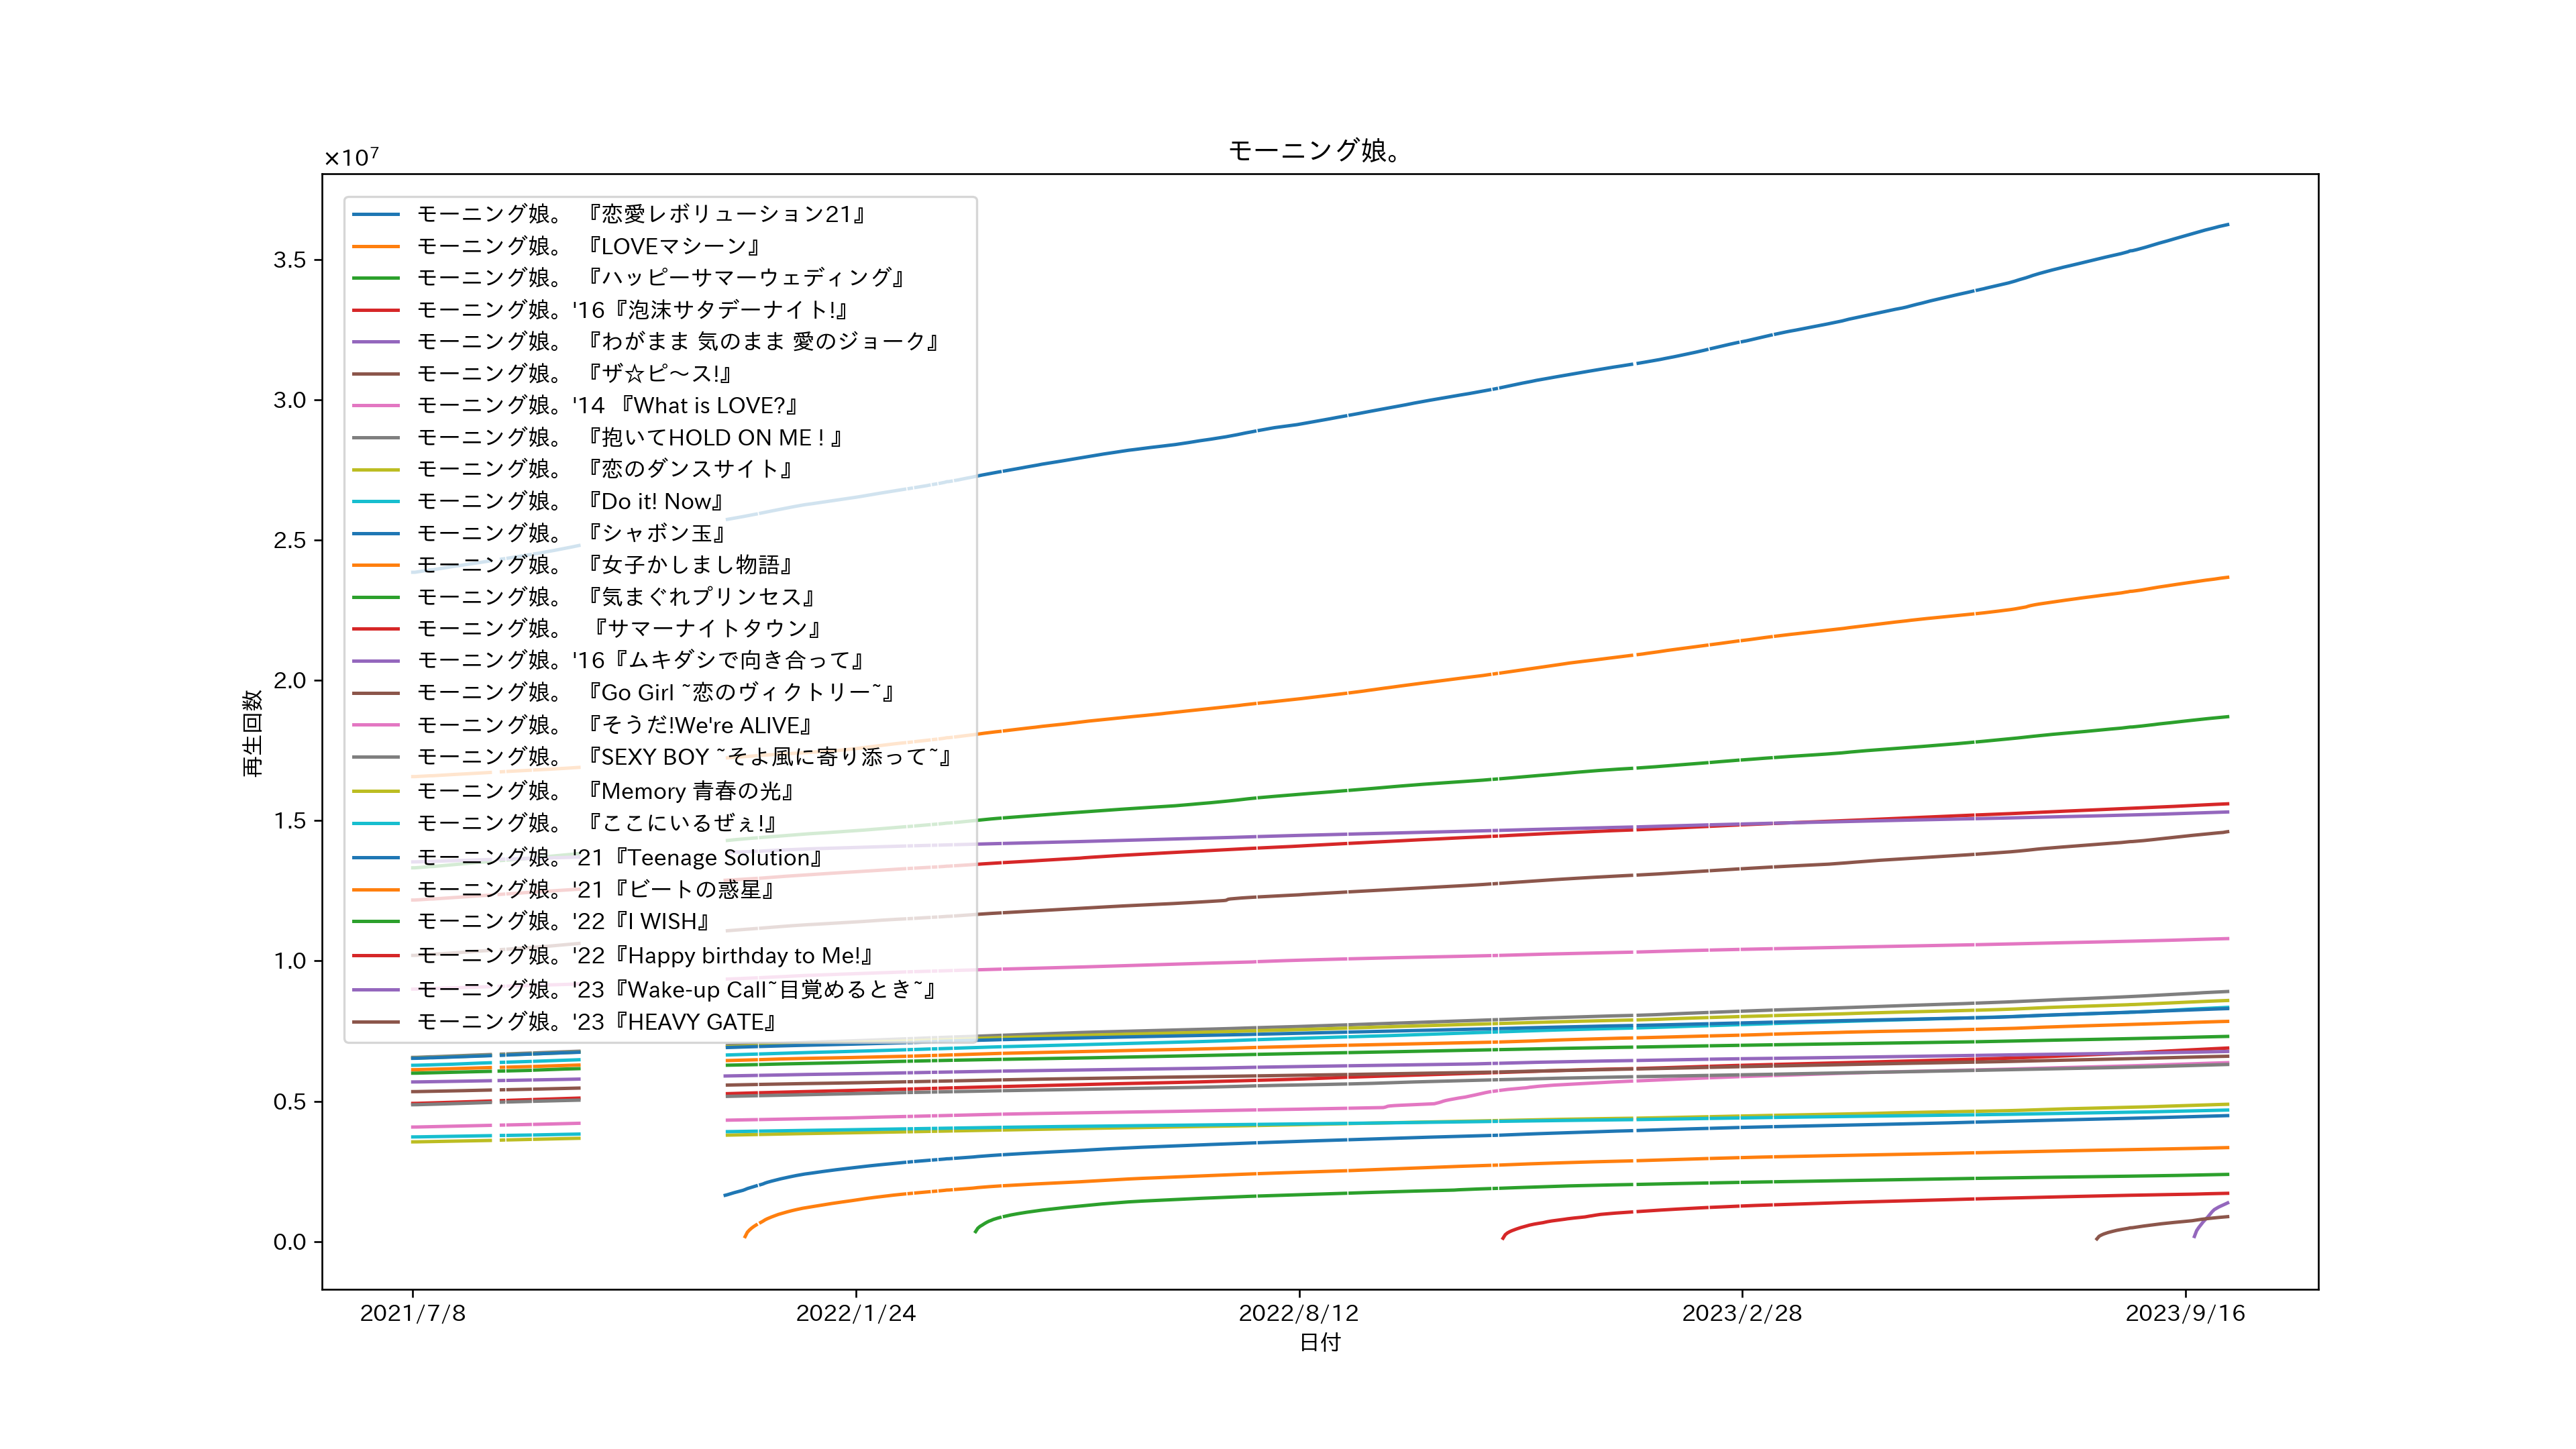 モーニング娘。
×10⁷
モーニング娘。 『恋愛レボリューション21』
モーニング娘。 『LOVEマシーン』
モーニング娘。 『ハッピーサマーウェディング』
モーニング娘。'16『泡沫サタデーナイト!』
モーニング娘。 『わがまま 気のまま 愛のジョーク』
モーニング娘。 『ザ☆ピ〜ス!』
モーニング娘。'14 『What is LOVE?』
モーニング娘。 『抱いてHOLD ON ME ! 』
モーニング娘。 『恋のダンスサイト』
モーニング娘。 『Do it! Now』
モーニング娘。 『シャボン玉』
モーニング娘。 『女子かしまし物語』
モーニング娘。 『気まぐれプリンセス』
モーニング娘。 『サマーナイトタウン』
モーニング娘。'16『ムキダシで向き合って』
モーニング娘。 『Go Girl ~恋のヴィクトリー~』
モーニング娘。 『そうだ!We're ALIVE』
モーニング娘。 『SEXY BOY ~そよ風に寄り添って~』
モーニング娘。 『Memory 青春の光』
モーニング娘。 『ここにいるぜぇ!』
モーニング娘。'21『Teenage Solution』
モーニング娘。'21『ビートの惑星』
モーニング娘。'22『I WISH』
モーニング娘。'22『Happy birthday to Me!』
モーニング娘。'23『Wake-up Call~目覚めるとき~』
モーニング娘。'23『HEAVY GATE』
3.5
3.0
2.5
2.0
1.5
1.0
0.5
0.0
再生回数
2021/7/8
2022/1/24
2022/8/12
2023/2/28
2023/9/16
日付